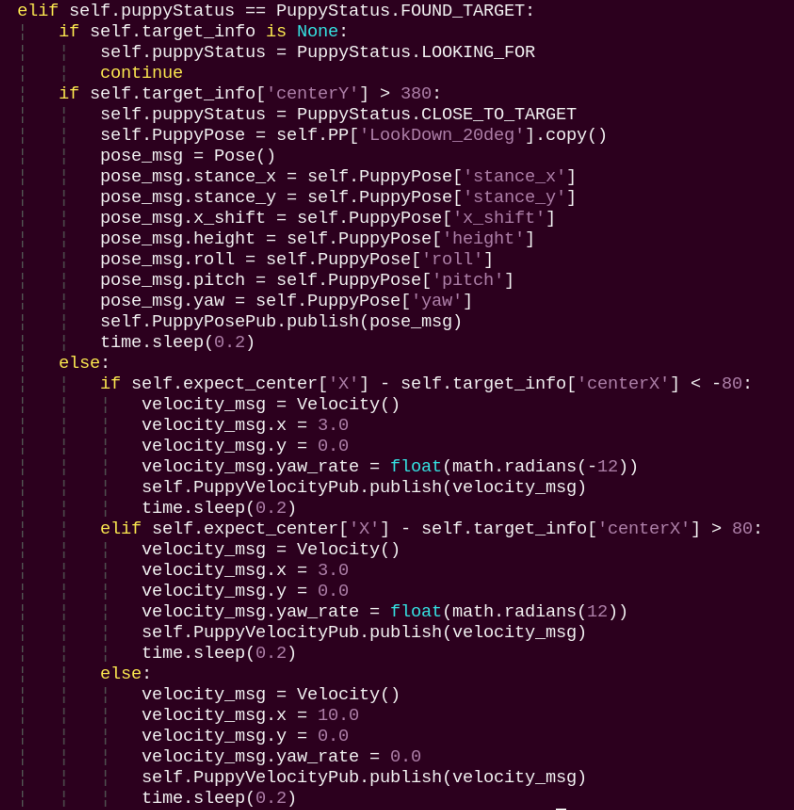 elif self.puppyStatus == PuppyStatus.FOUND_TARGET:
    if self.target_info is None:
        self.puppyStatus = PuppyStatus.LOOKING_FOR
        continue
    if self.target_info['centerY'] > 380:
        self.puppyStatus = PuppyStatus.CLOSE_TO_TARGET
        self.PuppyPose = self.PP['LookDown_20deg'].copy()
        pose_msg = Pose()
        pose_msg.stance_x = self.PuppyPose['stance_x']
        pose_msg.stance_y = self.PuppyPose['stance_y']
        pose_msg.x_shift = self.PuppyPose['x_shift']
        pose_msg.height = self.PuppyPose['height']
        pose_msg.roll = self.PuppyPose['roll']
        pose_msg.pitch = self.PuppyPose['pitch']
        pose_msg.yaw = self.PuppyPose['yaw']
        self.PuppyPosePub.publish(pose_msg)
        time.sleep(0.2)
    else:
        if self.expect_center['X'] - self.target_info['centerX'] < -80:
            velocity_msg = Velocity()
            velocity_msg.x = 3.0
            velocity_msg.y = 0.0
            velocity_msg.yaw_rate = float(math.radians(-12))
            self.PuppyVelocityPub.publish(velocity_msg)
            time.sleep(0.2)
        elif self.expect_center['X'] - self.target_info['centerX'] > 80:
            velocity_msg = Velocity()
            velocity_msg.x = 3.0
            velocity_msg.y = 0.0
            velocity_msg.yaw_rate = float(math.radians(12))
            self.PuppyVelocityPub.publish(velocity_msg)
            time.sleep(0.2)
        else:
            velocity_msg = Velocity()
            velocity_msg.x = 10.0
            velocity_msg.y = 0.0
            velocity_msg.yaw_rate = 0.0
            self.PuppyVelocityPub.publish(velocity_msg)
            time.sleep(0.2)